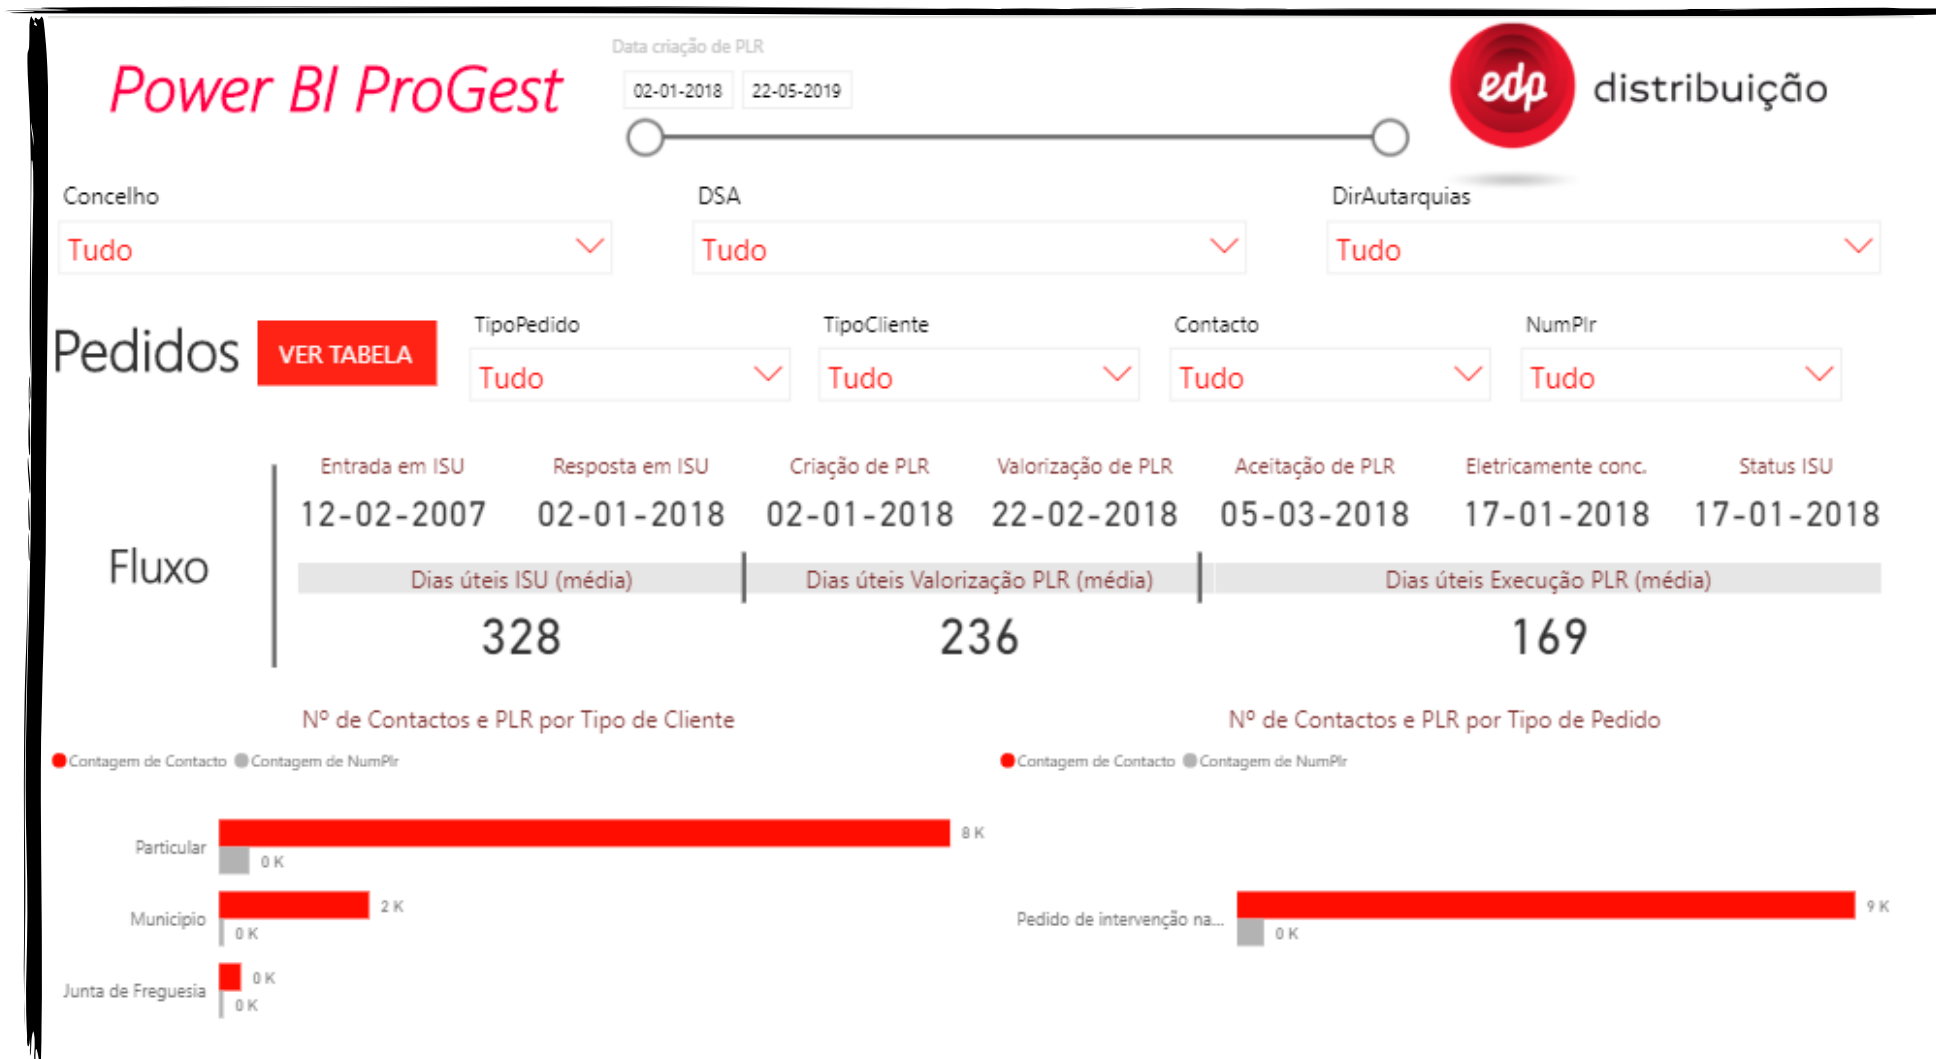 Power BI ProGest
Data criação de PLR
02-01-2018 22-05-2019
edp distribuição
Concelho DSA DirAutarquias
Tudo Tudo Tudo
Pedidos VER TABELA
TipoPedido TipoCliente Contacto NumPlr
Tudo Tudo Tudo Tudo
Fluxo
Entrada em ISU Resposta em ISU Criação de PLR Valorização de PLR Aceitação de PLR Eletricamente conc. Status ISU
12-02-2007 02-01-2018 02-01-2018 22-02-2018 05-03-2018 17-01-2018 17-01-2018
Dias úteis ISU (média) Dias úteis Valorização PLR (média) Dias úteis Execução PLR (média)
328 236 169
Nº de Contactos e PLR por Tipo de Cliente
Contagem de Contacto Contagem de NumPlr
Particular 8 K
0 K
Municipio 2 K
0 K
Junta de Freguesia 0 K
0 K
Nº de Contactos e PLR por Tipo de Pedido
Contagem de Contacto Contagem de NumPlr
Pedido de intervenção na... 9 K
0 K